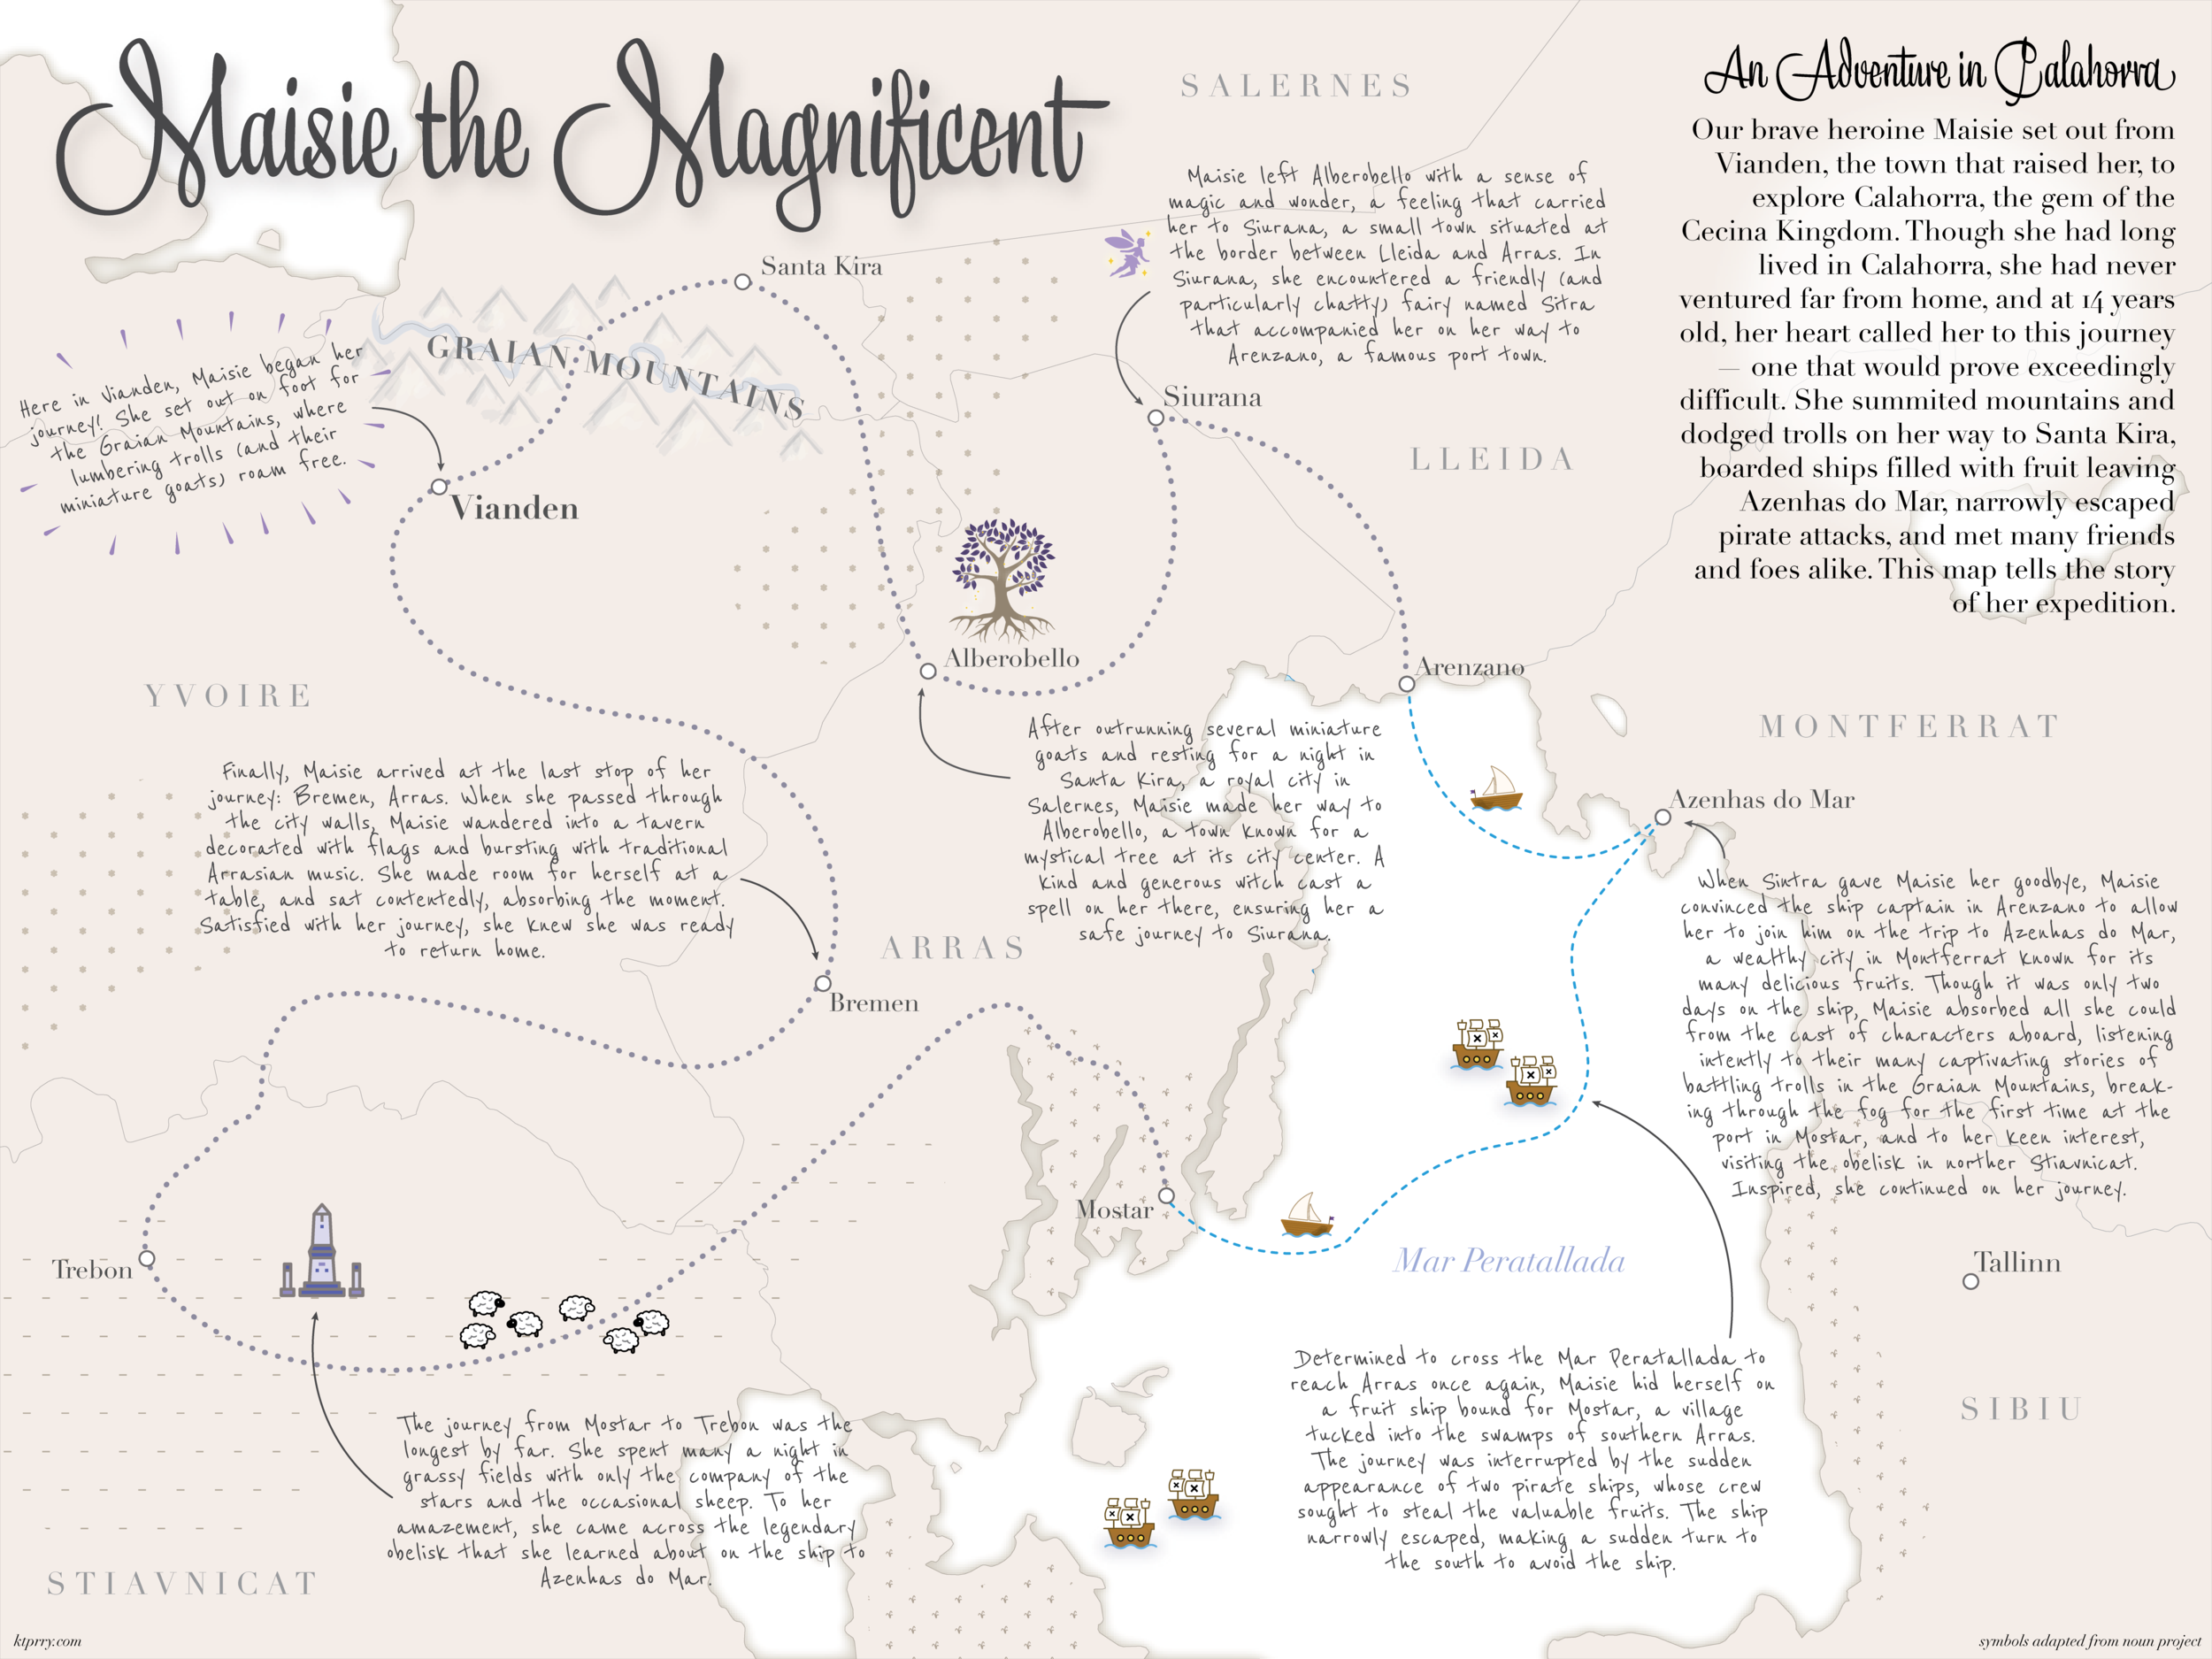 Maisie the Magnificent
An Adventure in Calahorra
Our brave heroine Maisie set out from
Vianden, the town that raised her, to
explore Calahorra, the gem of the
Cecina Kingdom. Though she had long
lived in Calahorra, she had never
ventured far from home, and at 14 years
old, her heart called her to this journey
— one that would prove exceedingly
difficult. She summited mountains and
dodged trolls on her way to Santa Kira,
boarded ships filled with fruit leaving
Azenhas do Mar, narrowly escaped
pirate attacks, and met many friends
and foes alike. This map tells the story
of her expedition.
SALERNES
Maisie left Alberobello with a sense of
magic and wonder, a feeling that carried
her to Siurana, a small town situated at
the border between Lleida and Arras. In
Siurana, she encountered a friendly (and
particularly chatty) fairy named Sitra
that accompanied her on her way to
Arenzano, a famous port town.
Santa Kira
GRAIAN MOUNTAINS
Here in Vianden, Maisie began her
journey! She set out on foot for
the Graian Mountains, where
lumbering trolls (and their
miniature goats) roam free.
Vianden
Siurana
LLEIDA
Alberobello
Arenzano
YVOIRE
MONTFERRAT
After outrunning several miniature
goats and resting for a night in
Santa Kira, a royal city in
Salernes, Maisie made her way to
Alberobello, a town known for a
mystical tree at its city center. A
kind and generous witch cast a
spell on her there, ensuring her a
safe journey to Siurana.
Finally, Maisie arrived at the last stop of her
journey: Bremen, Arras. When she passed through
the city walls, Maisie wandered into a tavern
decorated with flags and bursting with traditional
Arrasian music. She made room for herself at a
table, and sat contentedly, absorbing the moment.
Satisfied with her journey, she knew she was ready
to return home.
Azenhas do Mar
When Sintra gave Maisie her goodbye, Maisie
convinced the ship captain in Arenzano to allow
her to join him on the trip to Azenhas do Mar,
a wealthy city in Montferrat known for its
many delicious fruits. Though it was only two
days on the ship, Maisie absorbed all she could
from the cast of characters aboard, listening
intently to their many captivating stories of
battling trolls in the Graian Mountains, break-
ing through the fog for the first time at the
port in Mostar, and to her keen interest,
visiting the obelisk in norther Stiavnicat.
Inspired, she continued on her journey.
ARRAS
Bremen
Mostar
Trebon
Mar Peratallada
Tallinn
SIBIU
Determined to cross the Mar Peratallada to
reach Arras once again, Maisie hid herself on
a fruit ship bound for Mostar, a village
tucked into the swamps of southern Arras.
The journey was interrupted by the sudden
appearance of two pirate ships, whose crew
sought to steal the valuable fruits. The ship
narrowly escaped, making a sudden turn to
the south to avoid the ship.
The journey from Mostar to Trebon was the
longest by far. She spent many a night in
grassy fields with only the company of the
stars and the occasional sheep. To her
amazement, she came across the legendary
obelisk that she learned about on the ship to
Azenhas do Mar.
STIAVNICAT
ktprry.com
symbols adapted from noun project